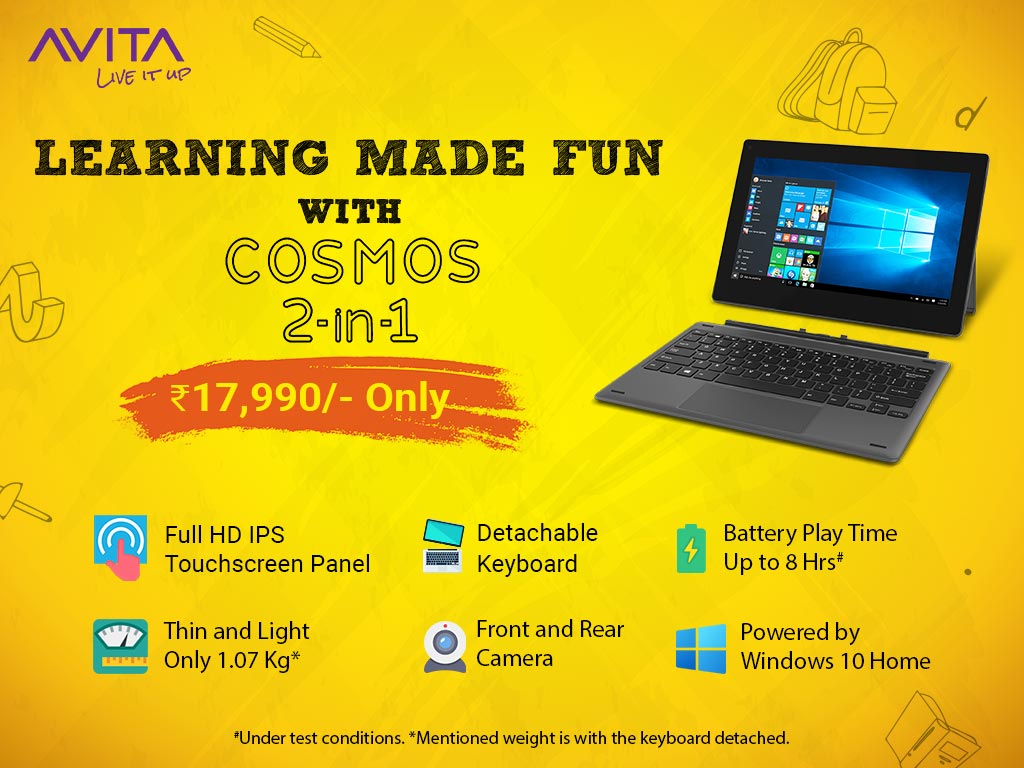 AVITA
LIVE IT UP
LEARNING MADE FUN
WITH
COSMOS
2-in-1
₹17,990/- Only
Full HD IPS
Touchscreen Panel
Detachable
Keyboard
Battery Play Time
Up to 8 Hrs#
Thin and Light
Only 1.07 Kg*
Front and Rear
Camera
Powered by
Windows 10 Home
#Under test conditions. *Mentioned weight is with the keyboard detached.